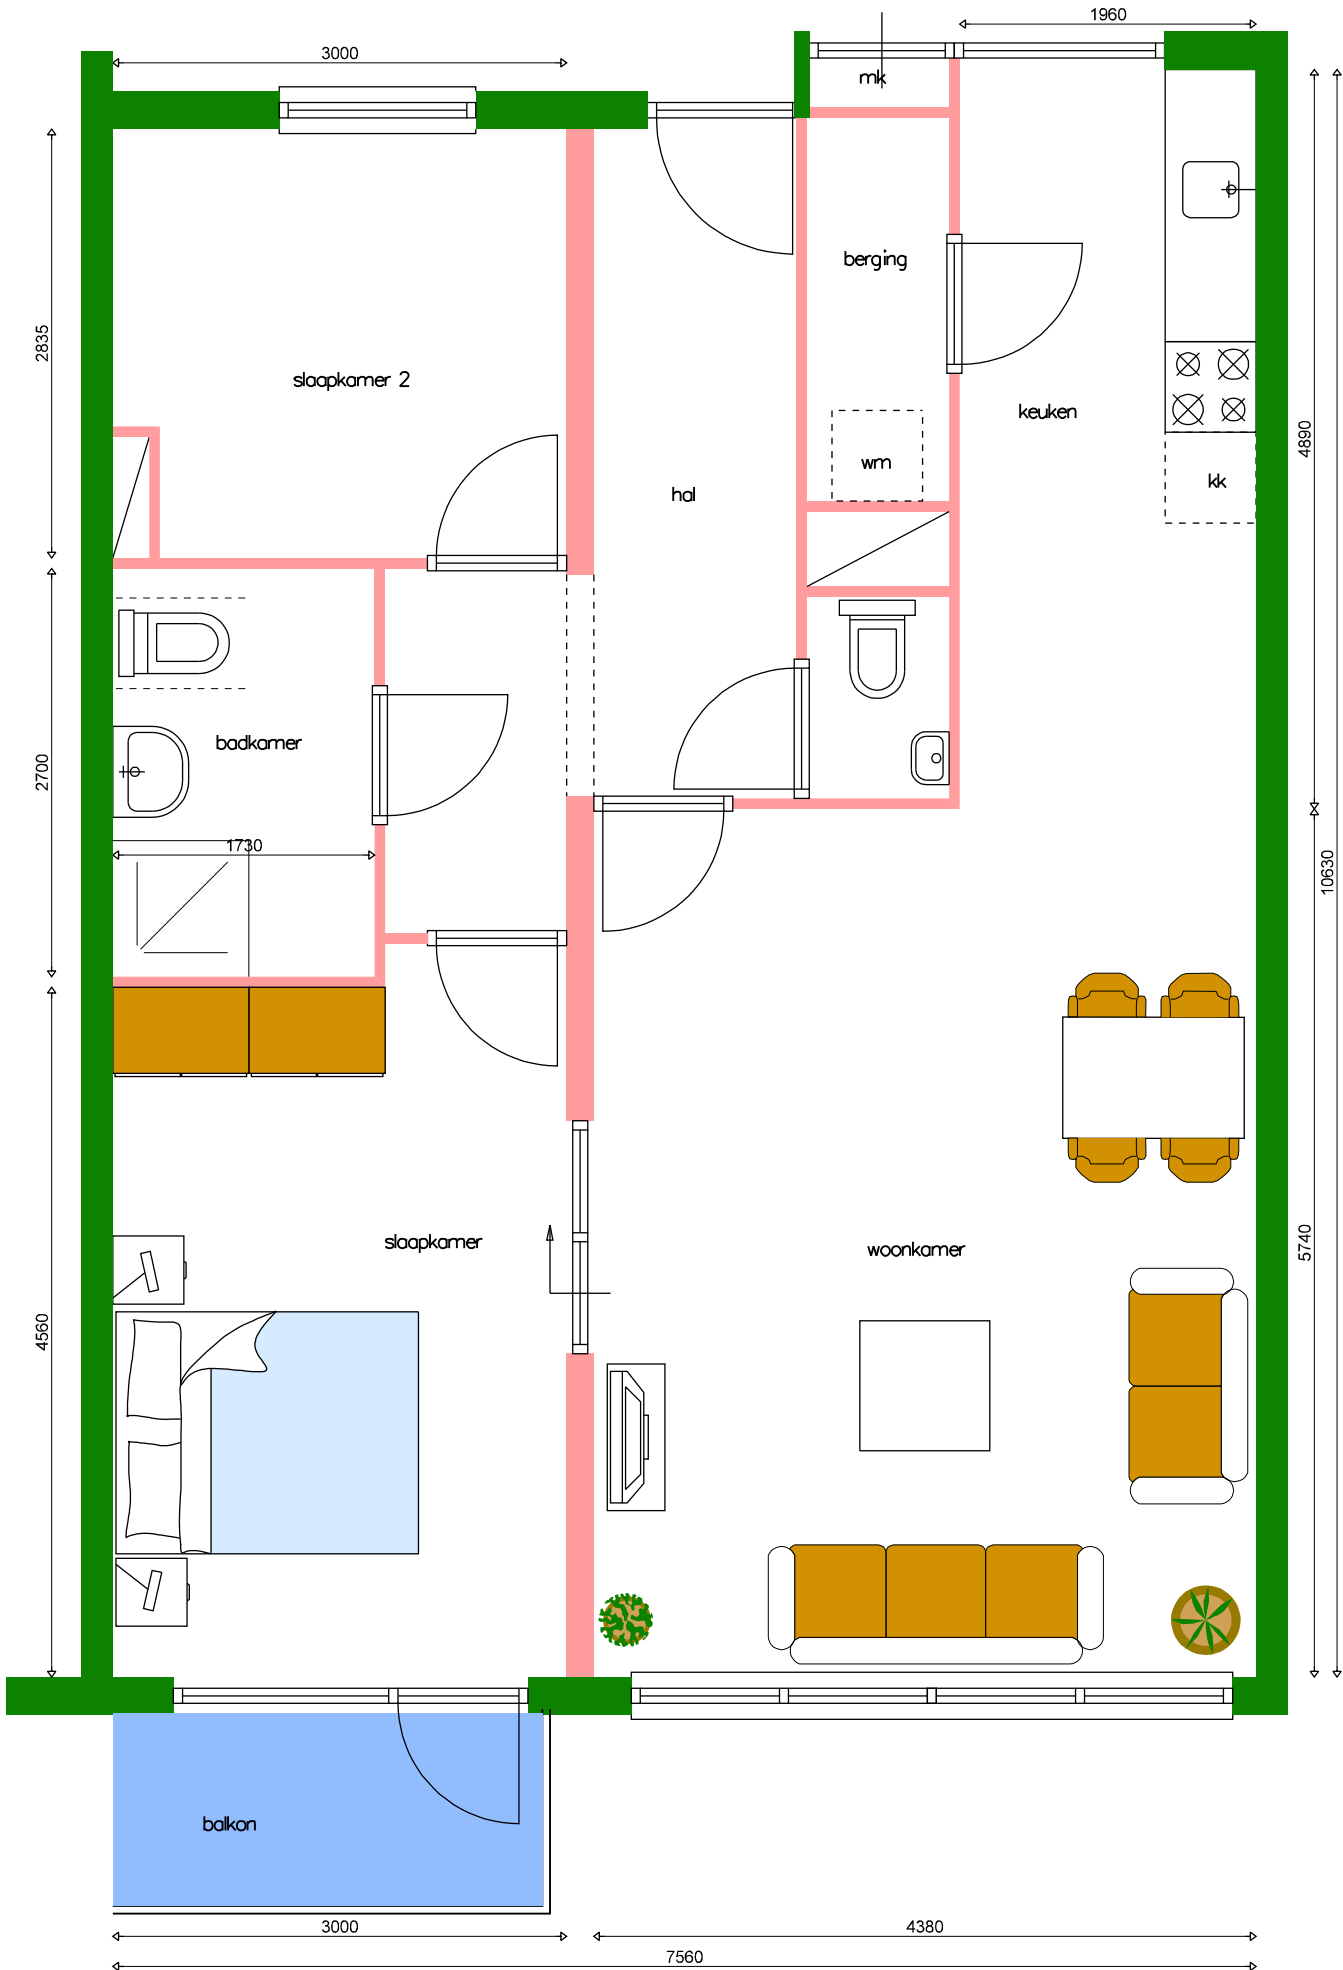 1960
3000
mk
berging
2835
slaapkamer 2
keuken
4890
wm
kk
hal
badkamer
2700
1730
10630
slaapkamer
woonkamer
5740
4560
balkon
3000
4380
7560